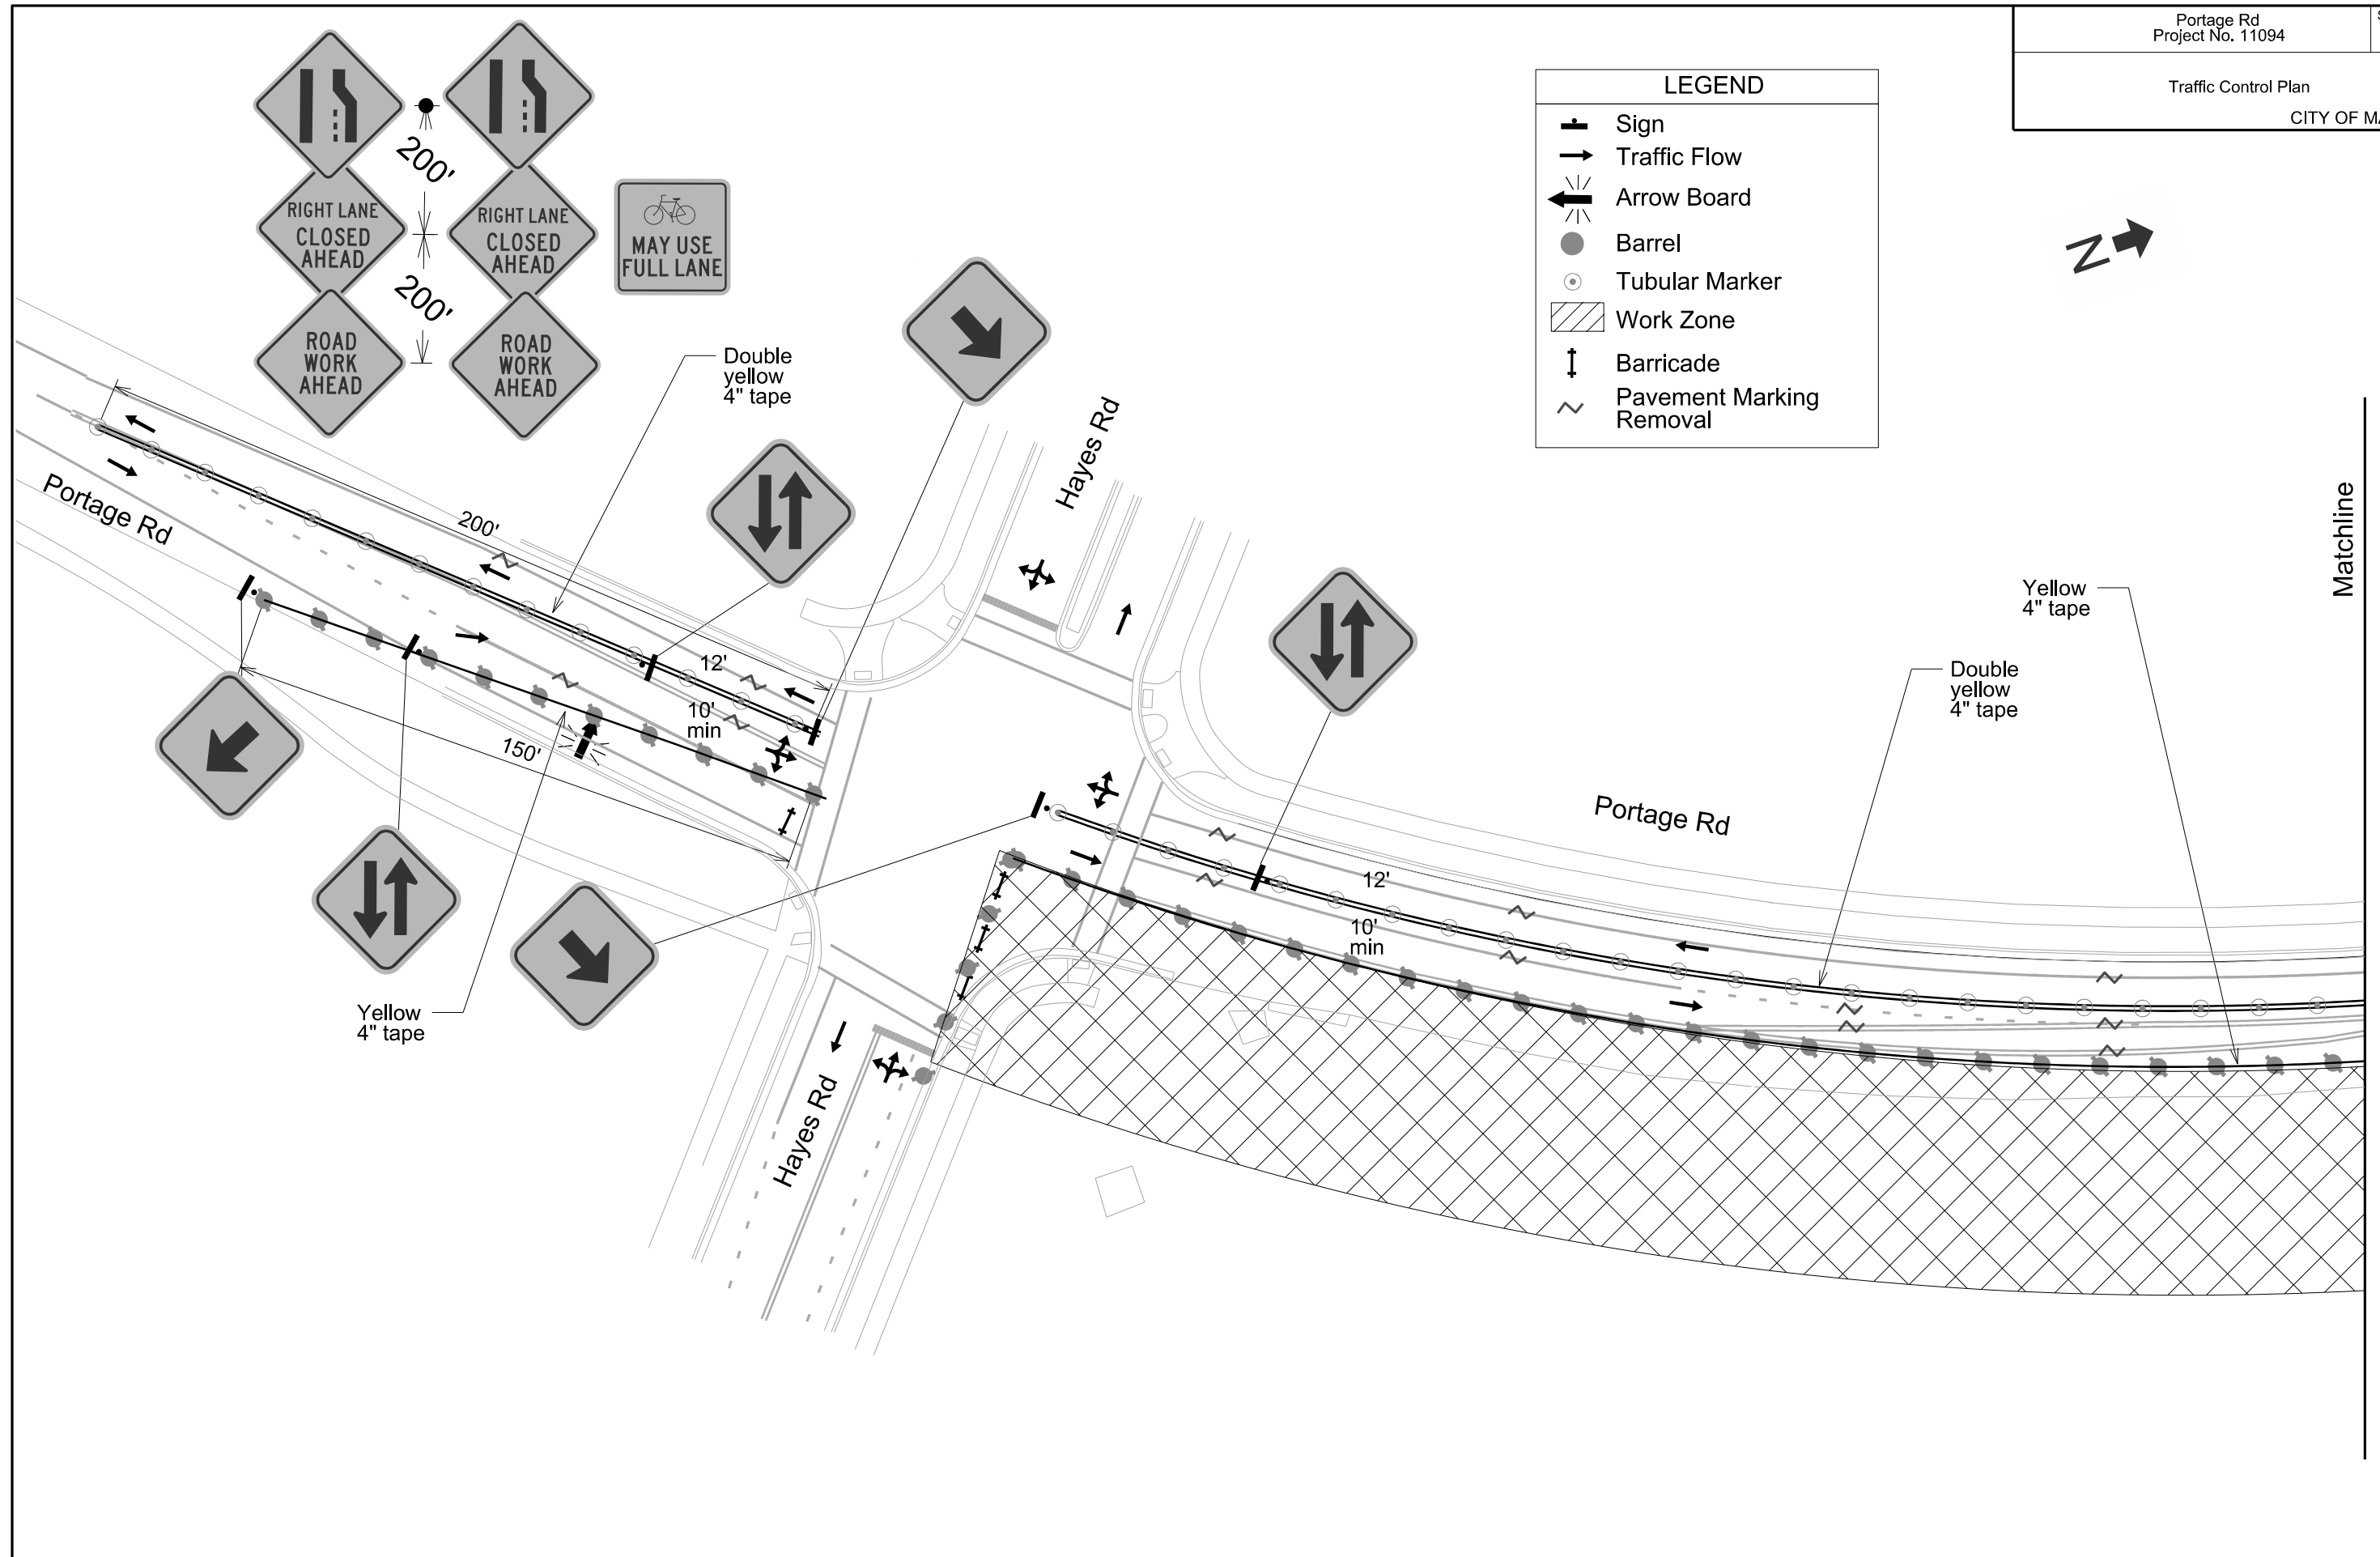 Portage Rd
Project No. 11094
Traffic Control Plan
CITY OF
LEGEND
Sign
Traffic Flow
Arrow Board
Barrel
Tubular Marker
Work Zone
Barricade
Pavement Marking
Removal
N
200'
200'
RIGHT LANE
CLOSED
AHEAD
RIGHT LANE
CLOSED
AHEAD
MAY USE
FULL LANE
ROAD
WORK
AHEAD
ROAD
WORK
AHEAD
Double
yellow
4" tape
Hayes Rd
Portage Rd
200'
12'
10'
min
150'
Matchline
Yellow
4" tape
Double
yellow
4" tape
Portage Rd
12'
10'
min
Yellow
4" tape
Hayes Rd